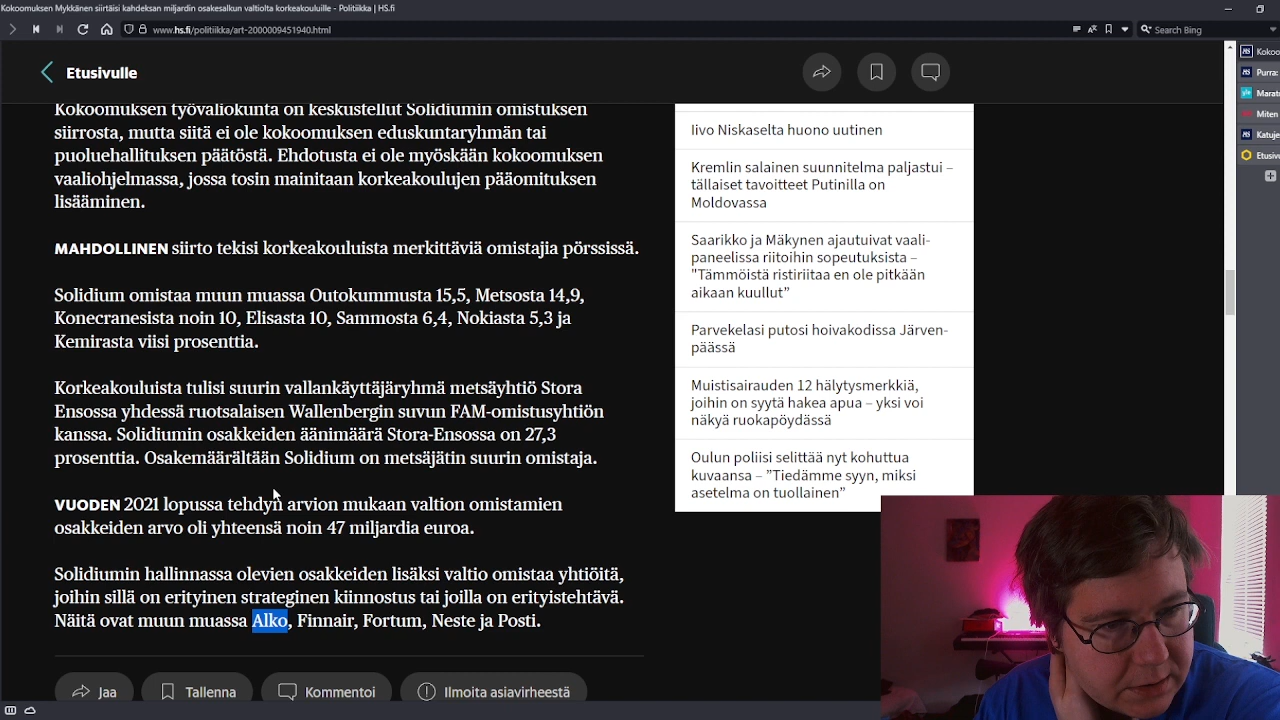 Kokoomuksen Mykkänen siirtäisi kahdeksan miljardin osakesalkun valtiolta korkeakouluille - Politiikka | HS.fi
www.hs.fi/politiikka/art-2000009451940.html
Search Bing
Etusivulle
Kokoo
Purra:
Marat
Miten
Katuje
Etusiv
Kokoomuksen työvaliokunta on keskustellut Solidiumin omistuksen
siirrosta, mutta siitä ei ole kokoomuksen eduskuntaryhmän tai
puoluehallituksen päätöstä. Ehdotusta ei ole myöskään kokoomuksen
vaaliohjelmassa, jossa tosin mainitaan korkeakoulujen pääomituksen
lisääminen.
MAHDOLLINEN siirto tekisi korkeakouluista merkittäviä omistajia pörssissä.
Solidium omistaa muun muassa Outokummusta 15,5, Metsosta 14,9,
Konecranesista noin 10, Elisasta 10, Sammosta 6,4, Nokiasta 5,3 ja
Kemirasta viisi prosenttia.
Korkeakouluista tulisi suurin vallankäyttäjäryhmä metsäyhtiö Stora
Ensossa yhdessä ruotsalaisen Wallenbergin suvun FAM-omistusyhtiön
kanssa. Solidiumin osakkeiden äänimäärä Stora-Ensossa on 27,3
prosenttia. Osakemäärältään Solidium on metsäjätin suurin omistaja.
VUODEN 2021 lopussa tehdyn arvion mukaan valtion omistamien
osakkeiden arvo oli yhteensä noin 47 miljardia euroa.
Solidiumin hallinnassa olevien osakkeiden lisäksi valtio omistaa yhtiöitä,
joihin sillä on erityinen strateginen kiinnostus tai joilla on erityistehtävä.
Näitä ovat muun muassa Alko, Finnair, Fortum, Neste ja Posti.
Jaa
Tallenna
Kommentoi
Ilmoita asiavirheestä
Iivo Niskaselta huono uutinen
Kremlin salainen suunnitelma paljastui –
tällaiset tavoitteet Putinilla on
Moldovassa
Saarikko ja Mäkynen ajautuivat vaali-
paneelissa riitoihin sopeutuksista –
"Tämmöistä ristiriitaa en ole pitkään
aikaan kuullut”
Parvekelasi putosi hoivakodissa Järven-
päässä
Muistisairauden 12 hälytysmerkkiä,
joihin on syytä hakea apua – yksi voi
näkyä ruokapöydässä
Oulun poliisi selittää nyt kohuttua
kuvaansa – ”Tiedämme syyn, miksi
asetelma on tuollainen”